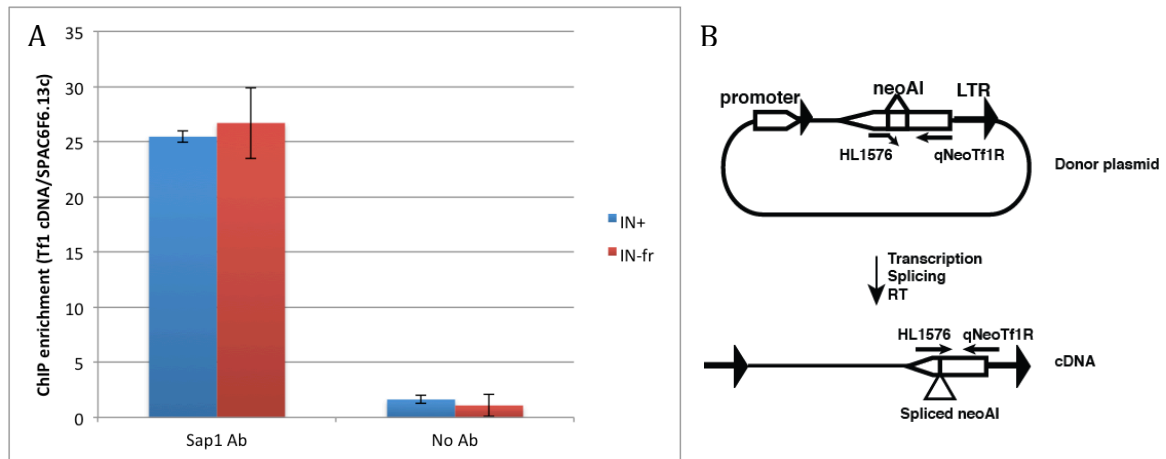 A
ChIP enrichment (Tf1 cDNA/SPAC6F6.13c)
35
30
25
20
15
10
5
0
Sap1 Ab
No Ab
IN+
IN-fr
B
promoter
neoAI
LTR
HL1576
qNeoTf1R
Donor plasmid
Transcription
Splicing
RT
HL1576
qNeoTf1R
cDNA
Spliced neoAI